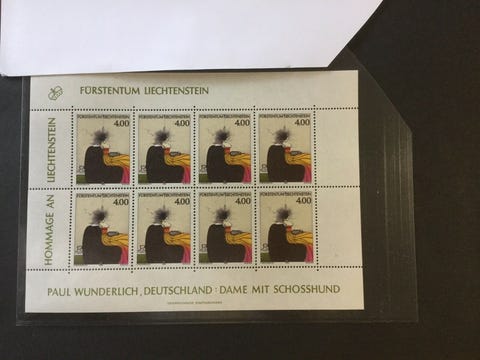 FÜRSTENTUM LIECHTENSTEIN
HOMMAGE AN LIECHTENSTEIN
FÜRSTENTUM LIECHTENSTEIN
4.00
FÜRSTENTUM LIECHTENSTEIN
4.00
FÜRSTENTUM LIECHTENSTEIN
4.00
FÜRSTENTUM LIECHTENSTEIN
4.00
FÜRSTENTUM LIECHTENSTEIN
4.00
FÜRSTENTUM LIECHTENSTEIN
4.00
FÜRSTENTUM LIECHTENSTEIN
4.00
FÜRSTENTUM LIECHTENSTEIN
4.00
PAUL WUNDERLICH, DEUTSCHLAND: DAME MIT SCHOSSHUND